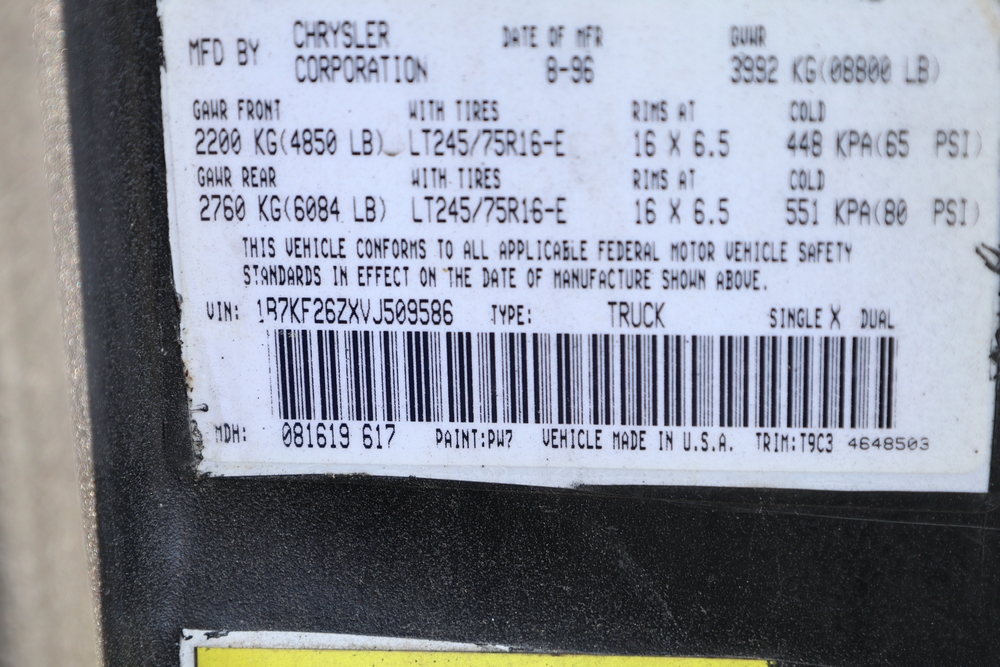 MFD BY CHRYSLER CORPORATION DATE OF MFR 8-96 GVWR 3992 KG(08800 LB)
GAWR FRONT WITH TIRES RIMS AT COLD
2200 KG(4850 LB) LT245/75R16-E 16 X 6.5 448 KPA(65 PSI)
GAWR REAR WITH TIRES RIMS AT COLD
2760 KG(6084 LB) LT245/75R16-E 16 X 6.5 551 KPA(80 PSI)
THIS VEHICLE CONFORMS TO ALL APPLICABLE FEDERAL MOTOR VEHICLE SAFETY
STANDARDS IN EFFECT ON THE DATE OF MANUFACTURE SHOWN ABOVE.
VIN: 1B7KF26ZXVJ509586 TYPE: TRUCK SINGLE X DUAL
MDH: 081619 617 PAINT:PW7 VEHICLE MADE IN U.S.A. TRIM:T9C3 4648503